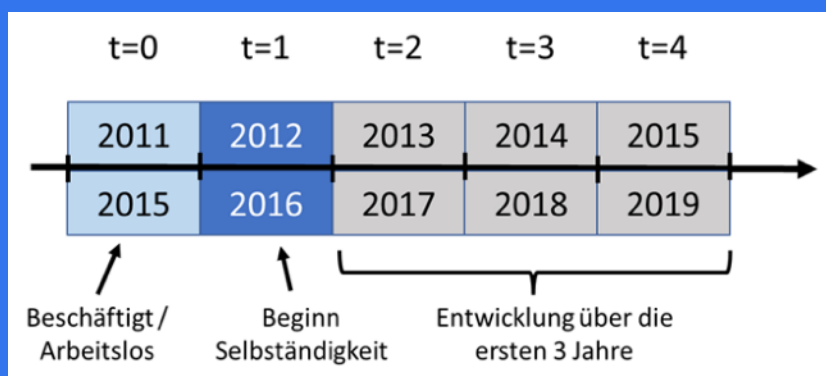 t=0 t=1 t=2 t=3 t=4
2011 2012 2013 2014 2015
2015 2016 2017 2018 2019
Beschäftigt /
Arbeitslos
Beginn
Selbständigkeit
Entwicklung über die
ersten 3 Jahre